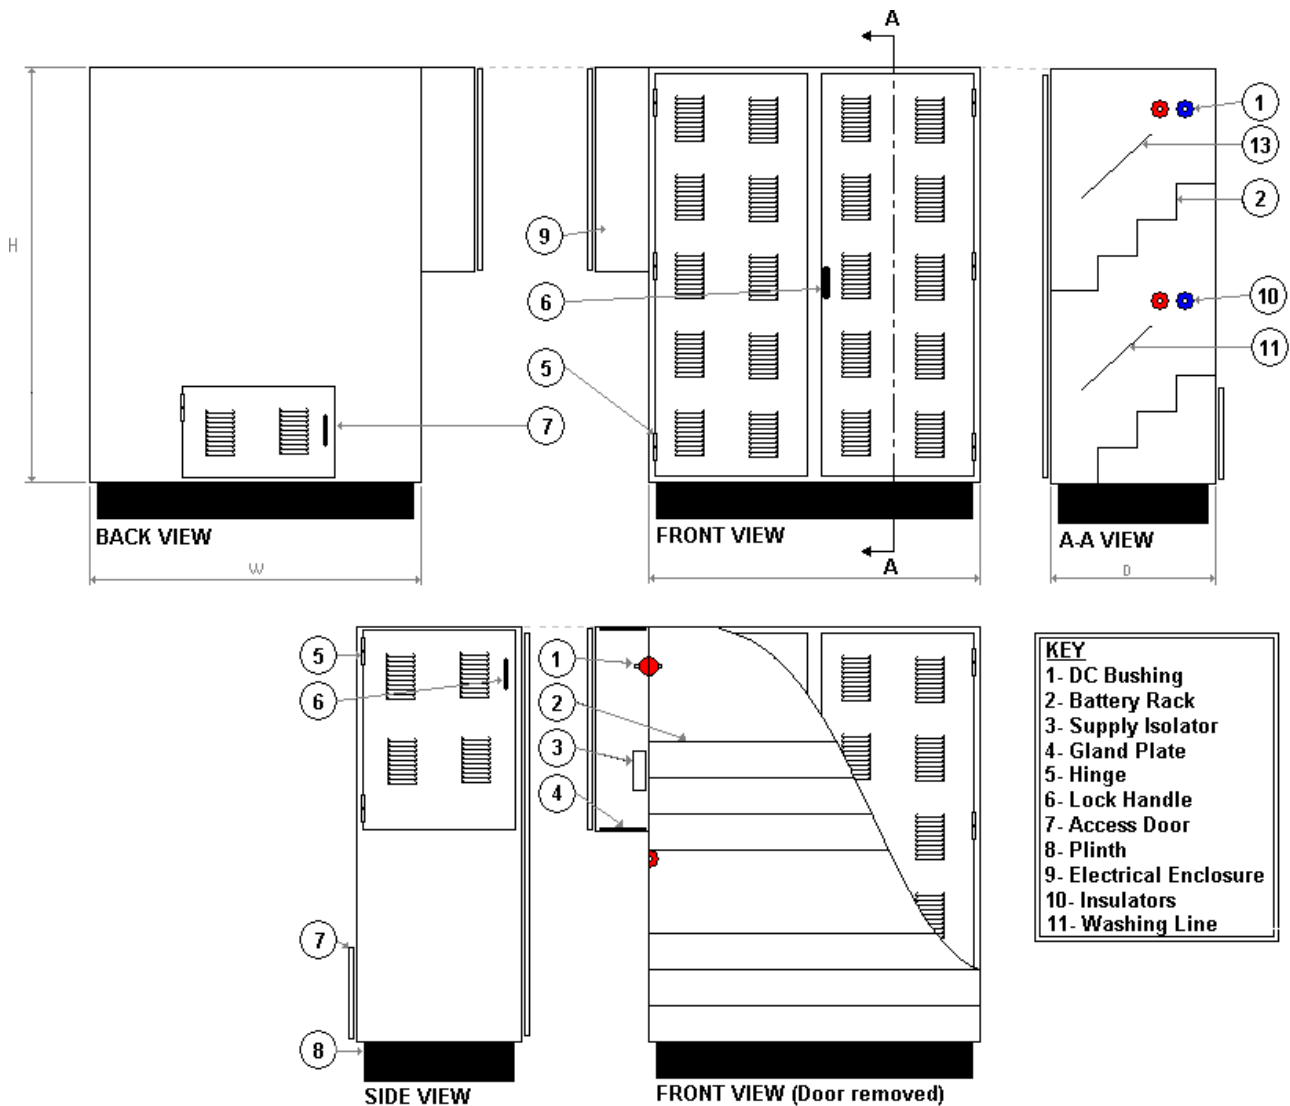 A
1
13
2
H
9
6
10
11
5
7
BACK VIEW
FRONT VIEW
A-A VIEW
W
A
D
5
6
1
2
3
4
7
8
SIDE VIEW
FRONT VIEW (Door removed)
KEY
1- DC Bushing
2- Battery Rack
3- Supply Isolator
4- Gland Plate
5- Hinge
6- Lock Handle
7- Access Door
8- Plinth
9- Electrical Enclosure
10- Insulators
11- Washing Line